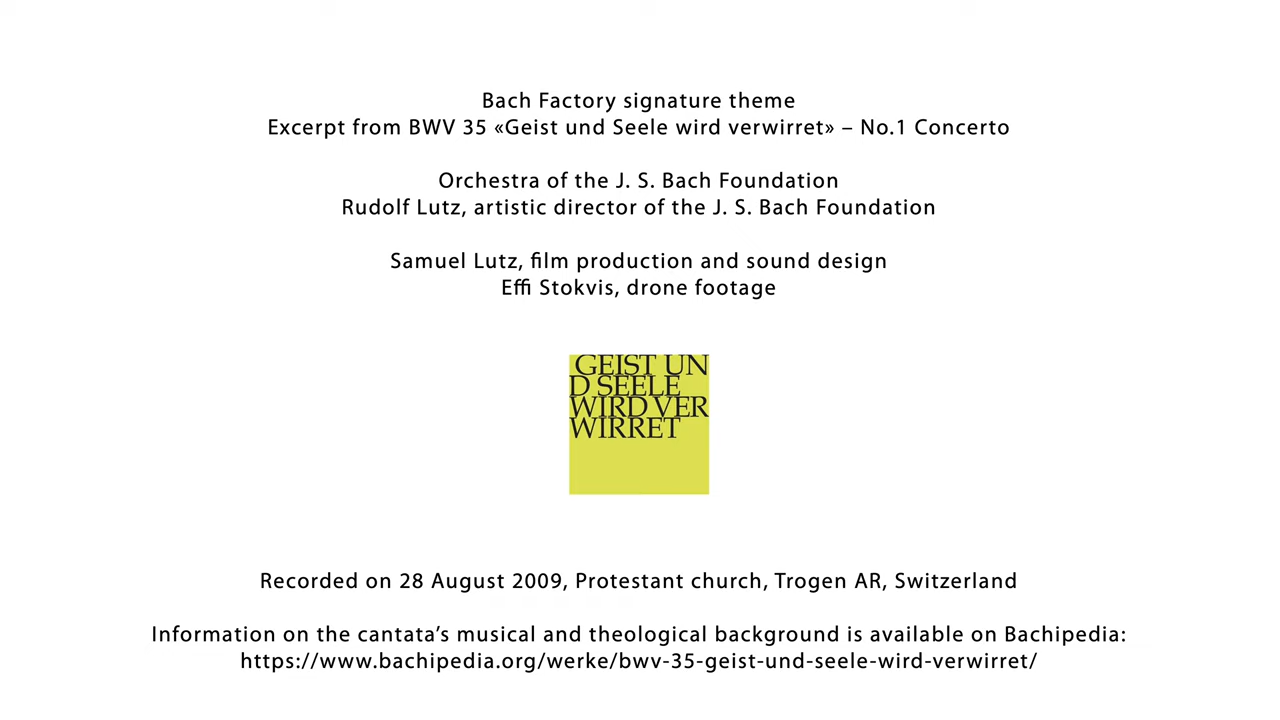 Bach Factory signature theme
Excerpt from BWV 35 «Geist und Seele wird verwirret» – No.1 Concerto
Orchestra of the J. S. Bach Foundation
Rudolf Lutz, artistic director of the J. S. Bach Foundation
Samuel Lutz, film production and sound design
Effi Stokvis, drone footage
GEIST UN
D SEELE
WIRD VER
WIRRET
Recorded on 28 August 2009, Protestant church, Trogen AR, Switzerland
Information on the cantata’s musical and theological background is available on Bachipedia:
https://www.bachipedia.org/werke/bwv-35-geist-und-seele-wird-verwirret/